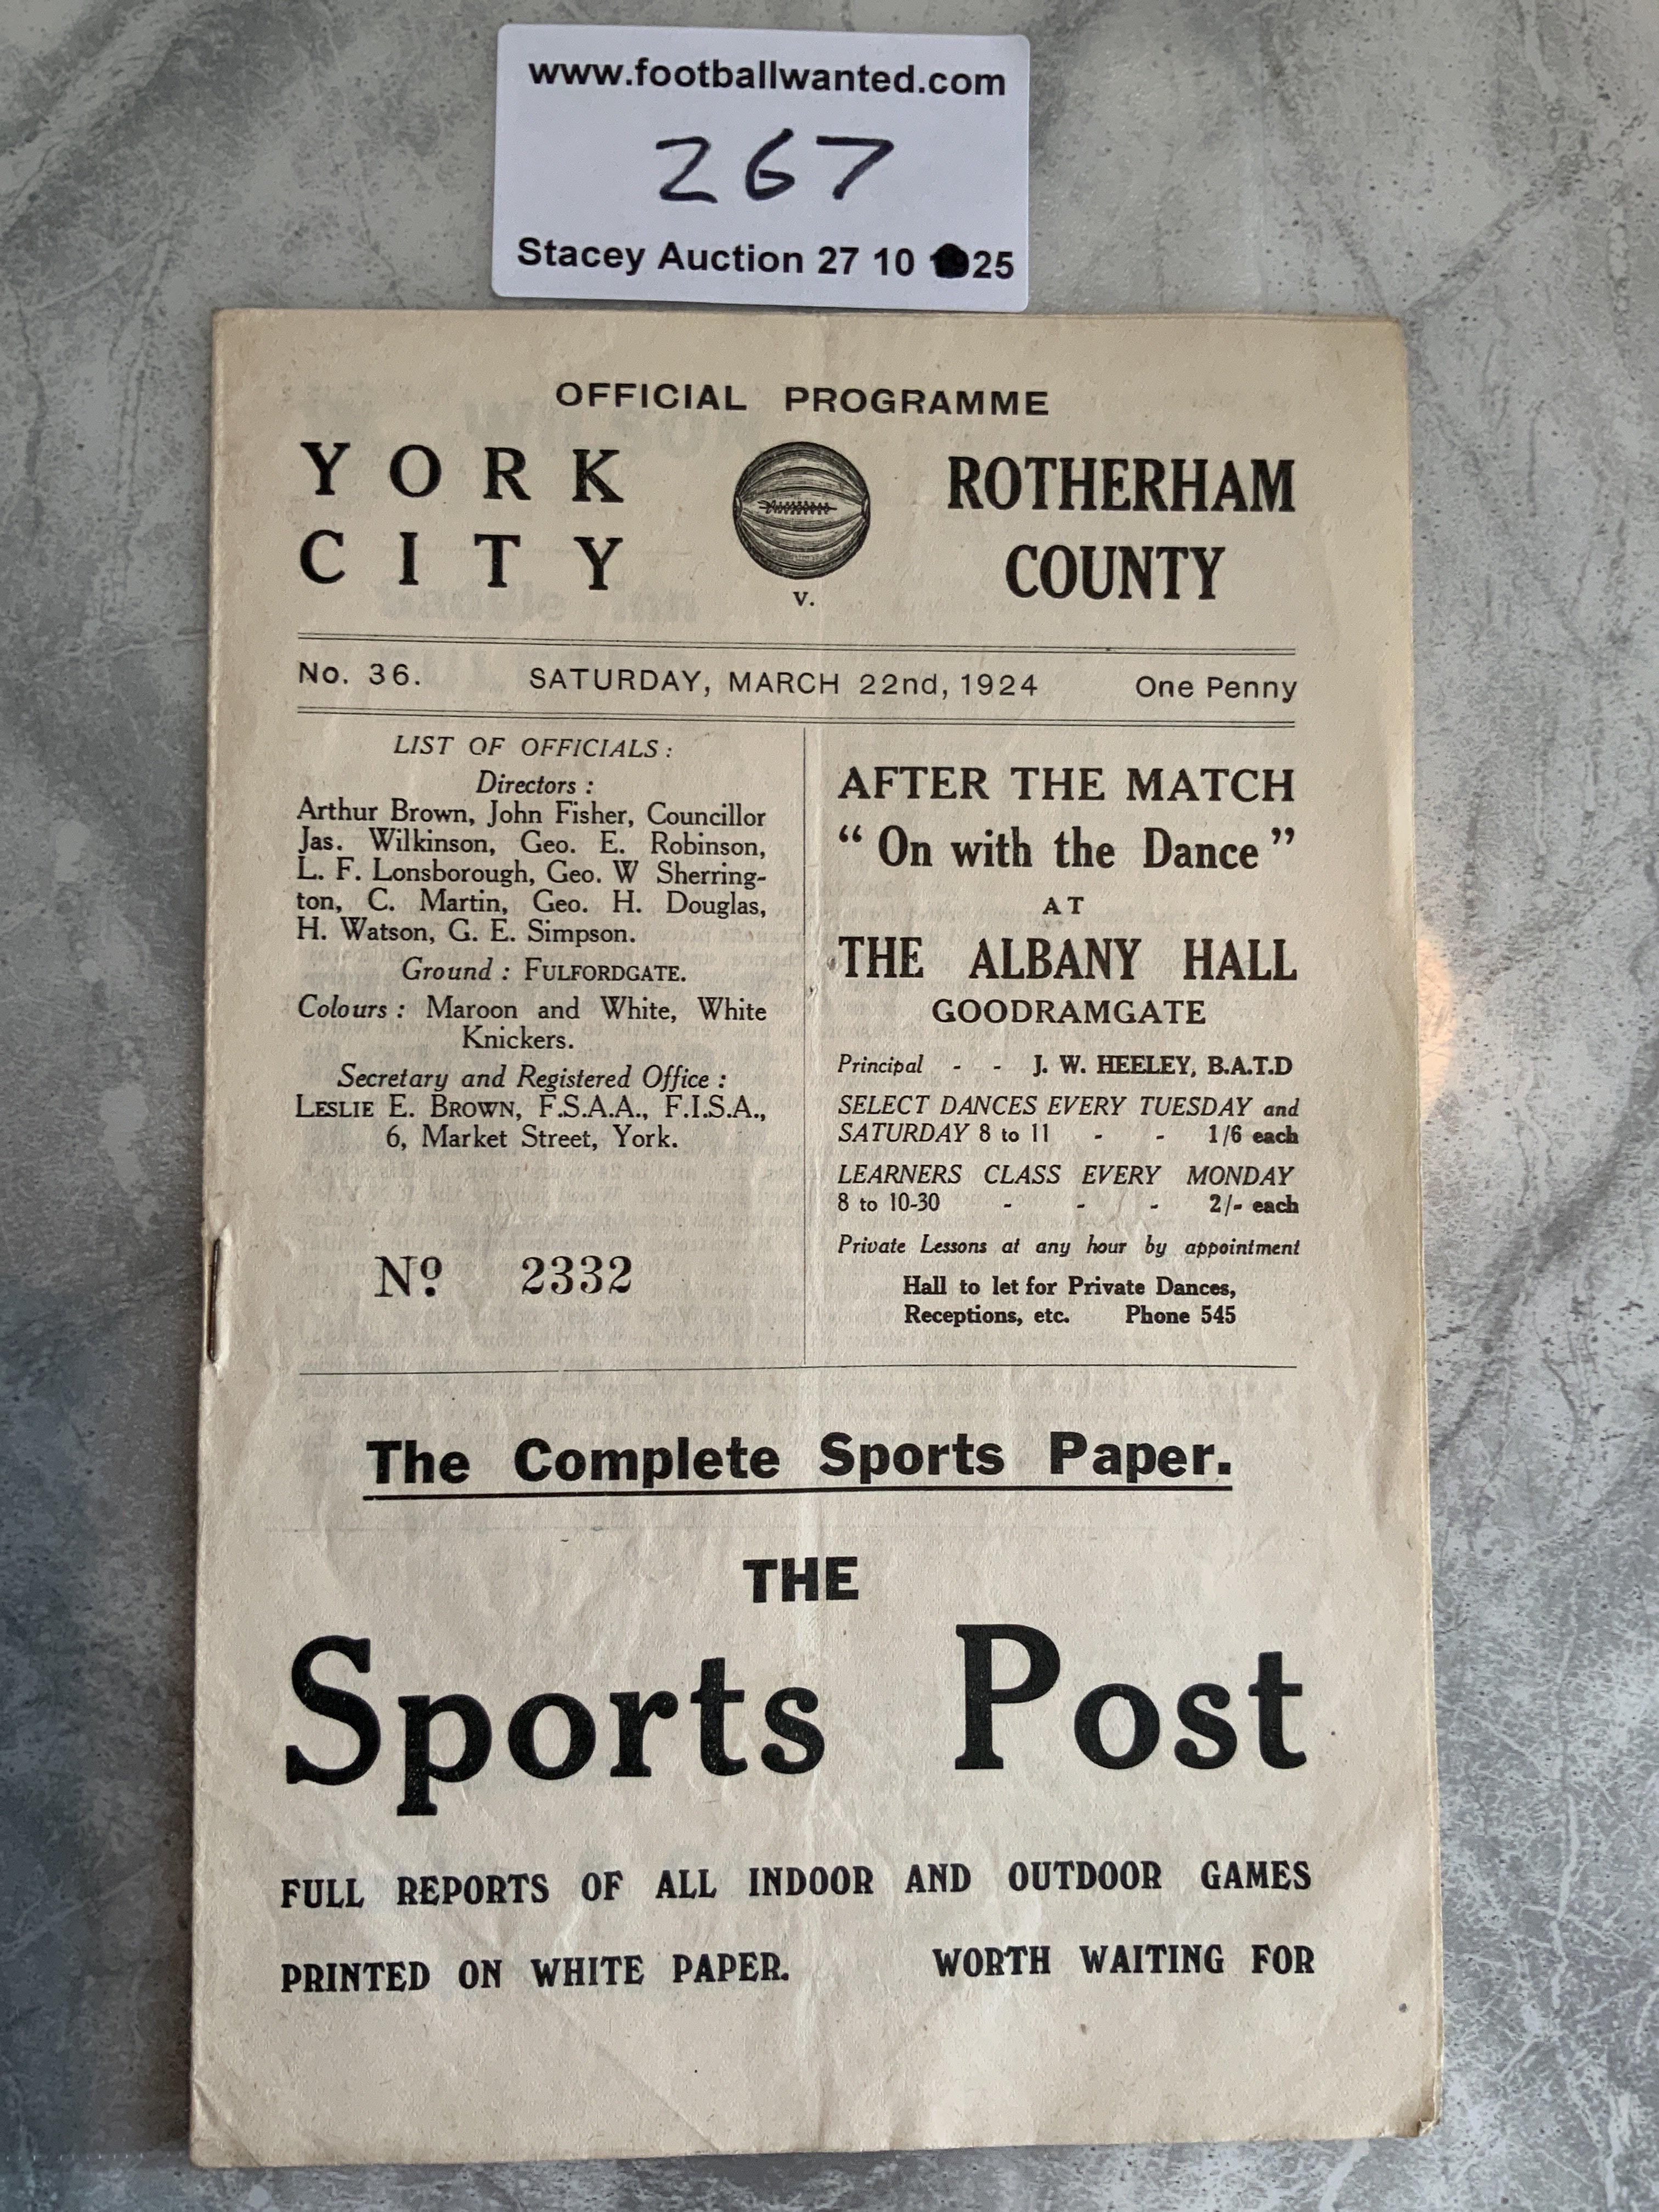 www.footballwanted.com
267
Stacey Auction 27 10 25
OFFICIAL PROGRAMME
YORK
CITY
v.
ROTHERHAM
COUNTY
No. 36. SATURDAY, MARCH 22nd, 1924 One Penny
LIST OF OFFICIALS:
Directors:
Arthur Brown, John Fisher, Councillor
Jas. Wilkinson, Geo. E. Robinson,
L. F. Lonsborough, Geo. W Sherring-
ton, C. Martin, Geo. H. Douglas,
H. Watson, G. E. Simpson.
Ground: FULFORDGATE.
Colours: Maroon and White, White
Knickers.
Secretary and Registered Office:
LESLIE E. BROWN, F.S.A.A., F.I.S.A.,
6, Market Street, York.
No. 2332
AFTER THE MATCH
"On with the Dance"
AT
THE ALBANY HALL
GOODRAMGATE
Principal - - J. W. HEELEY, B.A.T.D
SELECT DANCES EVERY TUESDAY and
SATURDAY 8 to 11 - - 1/6 each
LEARNERS CLASS EVERY MONDAY
8 to 10-30 - - - 2/- each
Private Lessons at any hour by appointment
Hall to let for Private Dances,
Receptions, etc. Phone 545
The Complete Sports Paper.
THE
Sports Post
FULL REPORTS OF ALL INDOOR AND OUTDOOR GAMES
PRINTED ON WHITE PAPER. WORTH WAITING FOR